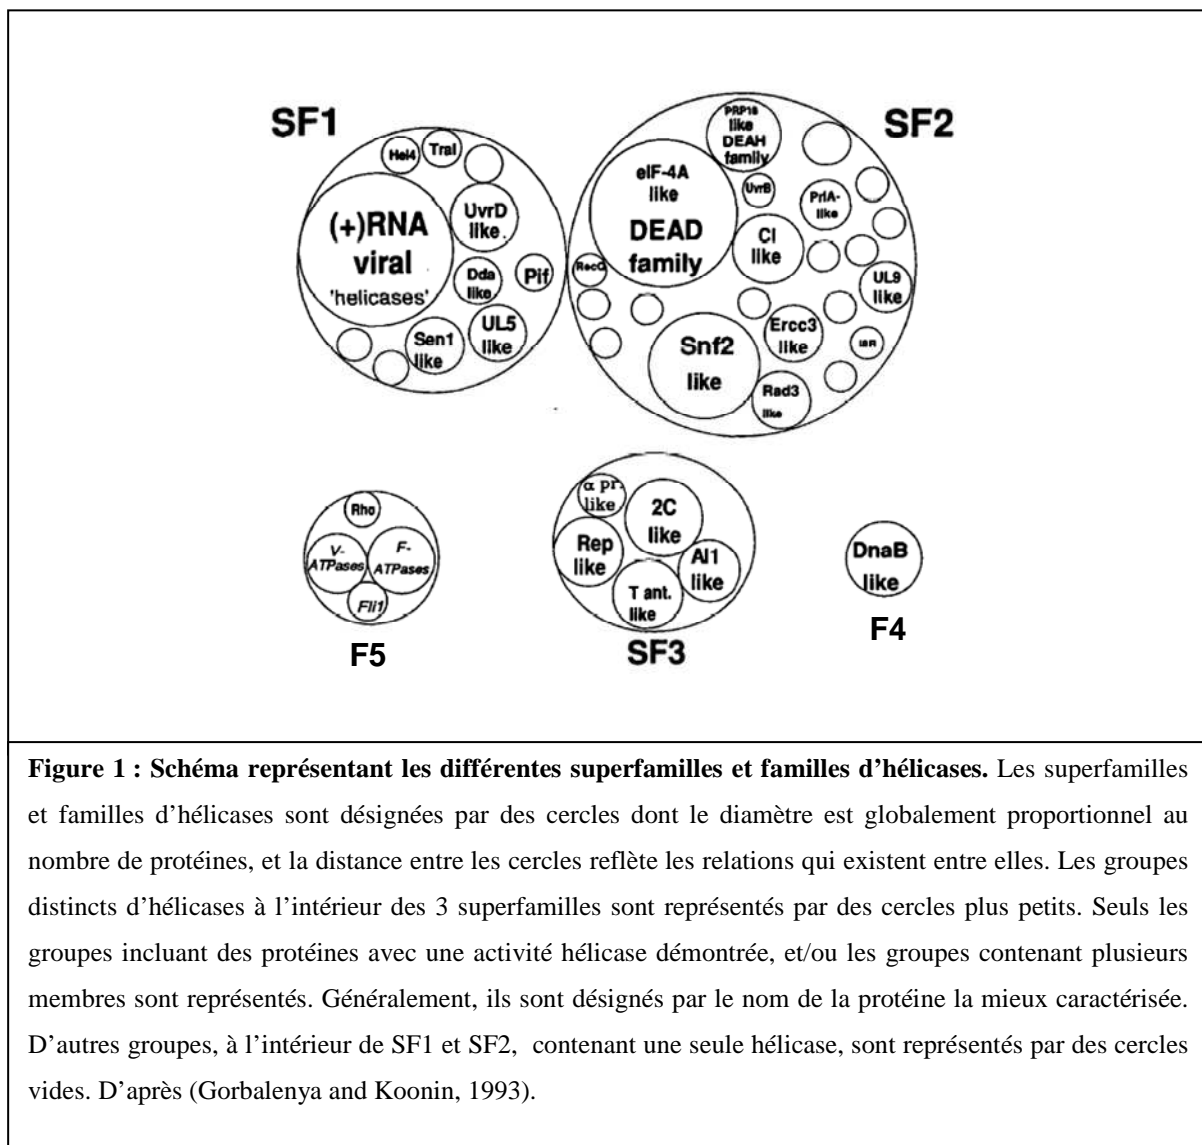 SF1
SF2
Hel4
TraI
(+)RNA
viral
'helicases'
UvrD
like
Dda
like
Pif
Sen1
like
UL5
like
PRP16
like
DEAH
family
eIF-4A
like
DEAD
family
UvrB
PriA-
like
CI
like
RecG
UL9
like
Snf2
like
Ercc3
like
Rad3
like
Rho
V-
ATPases
F-
ATPases
Fli1
F5
α pr.
like
2C
like
Rep
like
Al1
like
T ant.
like
SF3
DnaB
like
F4
Figure 1 : Schéma représentant les différentes superfamilles et familles d'hélicases. Les superfamilles
et familles d'hélicases sont désignées par des cercles dont le diamètre est globalement proportionnel au
nombre de protéines, et la distance entre les cercles reflète les relations qui existent entre elles. Les groupes
distincts d'hélicases à l'intérieur des 3 superfamilles sont représentés par des cercles plus petits. Seuls les
groupes incluant des protéines avec une activité hélicase démontrée, et/ou les groupes contenant plusieurs
membres sont représentés. Généralement, ils sont désignés par le nom de la protéine la mieux caractérisée.
D'autres groupes, à l'intérieur de SF1 et SF2, contenant une seule hélicase, sont représentés par des cercles
vides. D'après (Gorbalenya and Koonin, 1993).